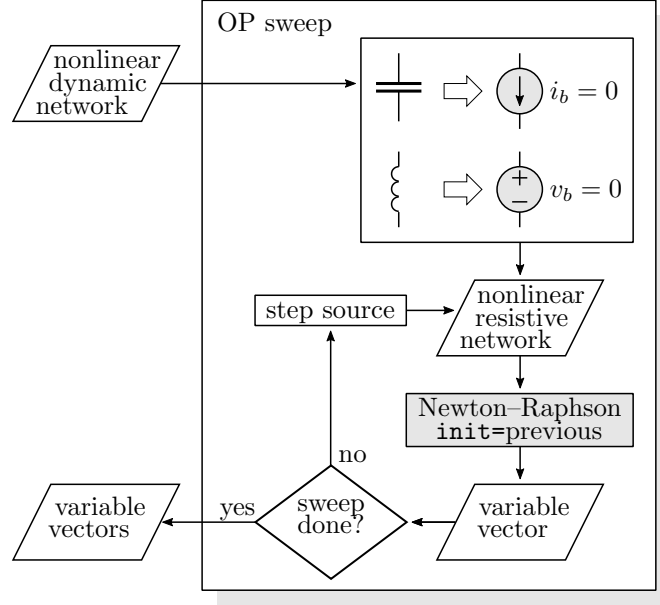 OP sweep
nonlinear
dynamic
network
i_b = 0
+
−
v_b = 0
step source
nonlinear
resistive
network
Newton–Raphson
init=previous
no
yes
sweep
done?
variable
vectors
variable
vector